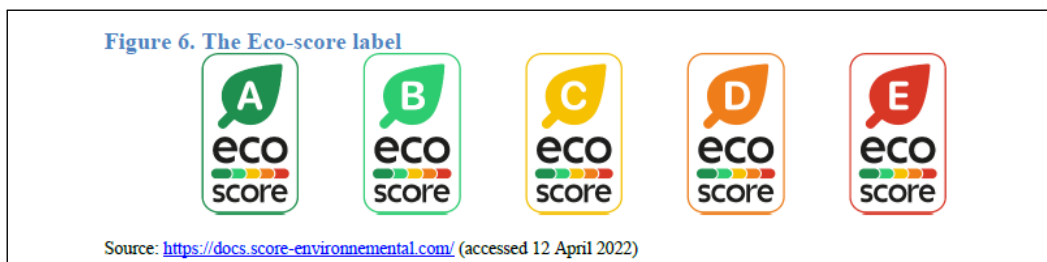 Figure 6. The Eco-score label
A B C D E
eco eco eco eco eco
score score score score score
Source: https://docs.score-environnemental.com/ (accessed 12 April 2022)